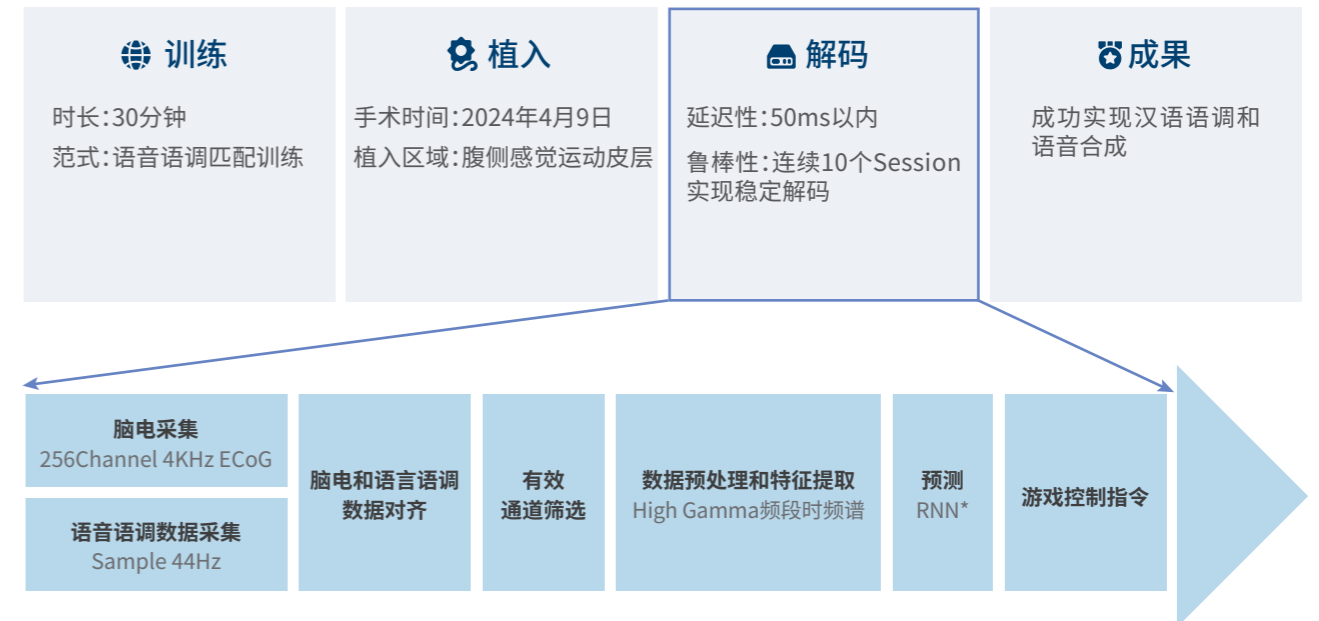 训练
时长:30分钟
范式:语音语调匹配训练
植入
手术时间:2024年4月9日
植入区域:腹侧感觉运动皮层
解码
延迟性:50ms以内
鲁棒性:连续10个Session
实现稳定解码
成果
成功实现汉语语调和
语音合成
脑电采集
256Channel 4KHz ECoG
语音语调数据采集
Sample 44Hz
脑电和语言语调
数据对齐
有效
通道筛选
数据预处理和特征提取
High Gamma频段时频谱
预测
RNN*
游戏控制指令